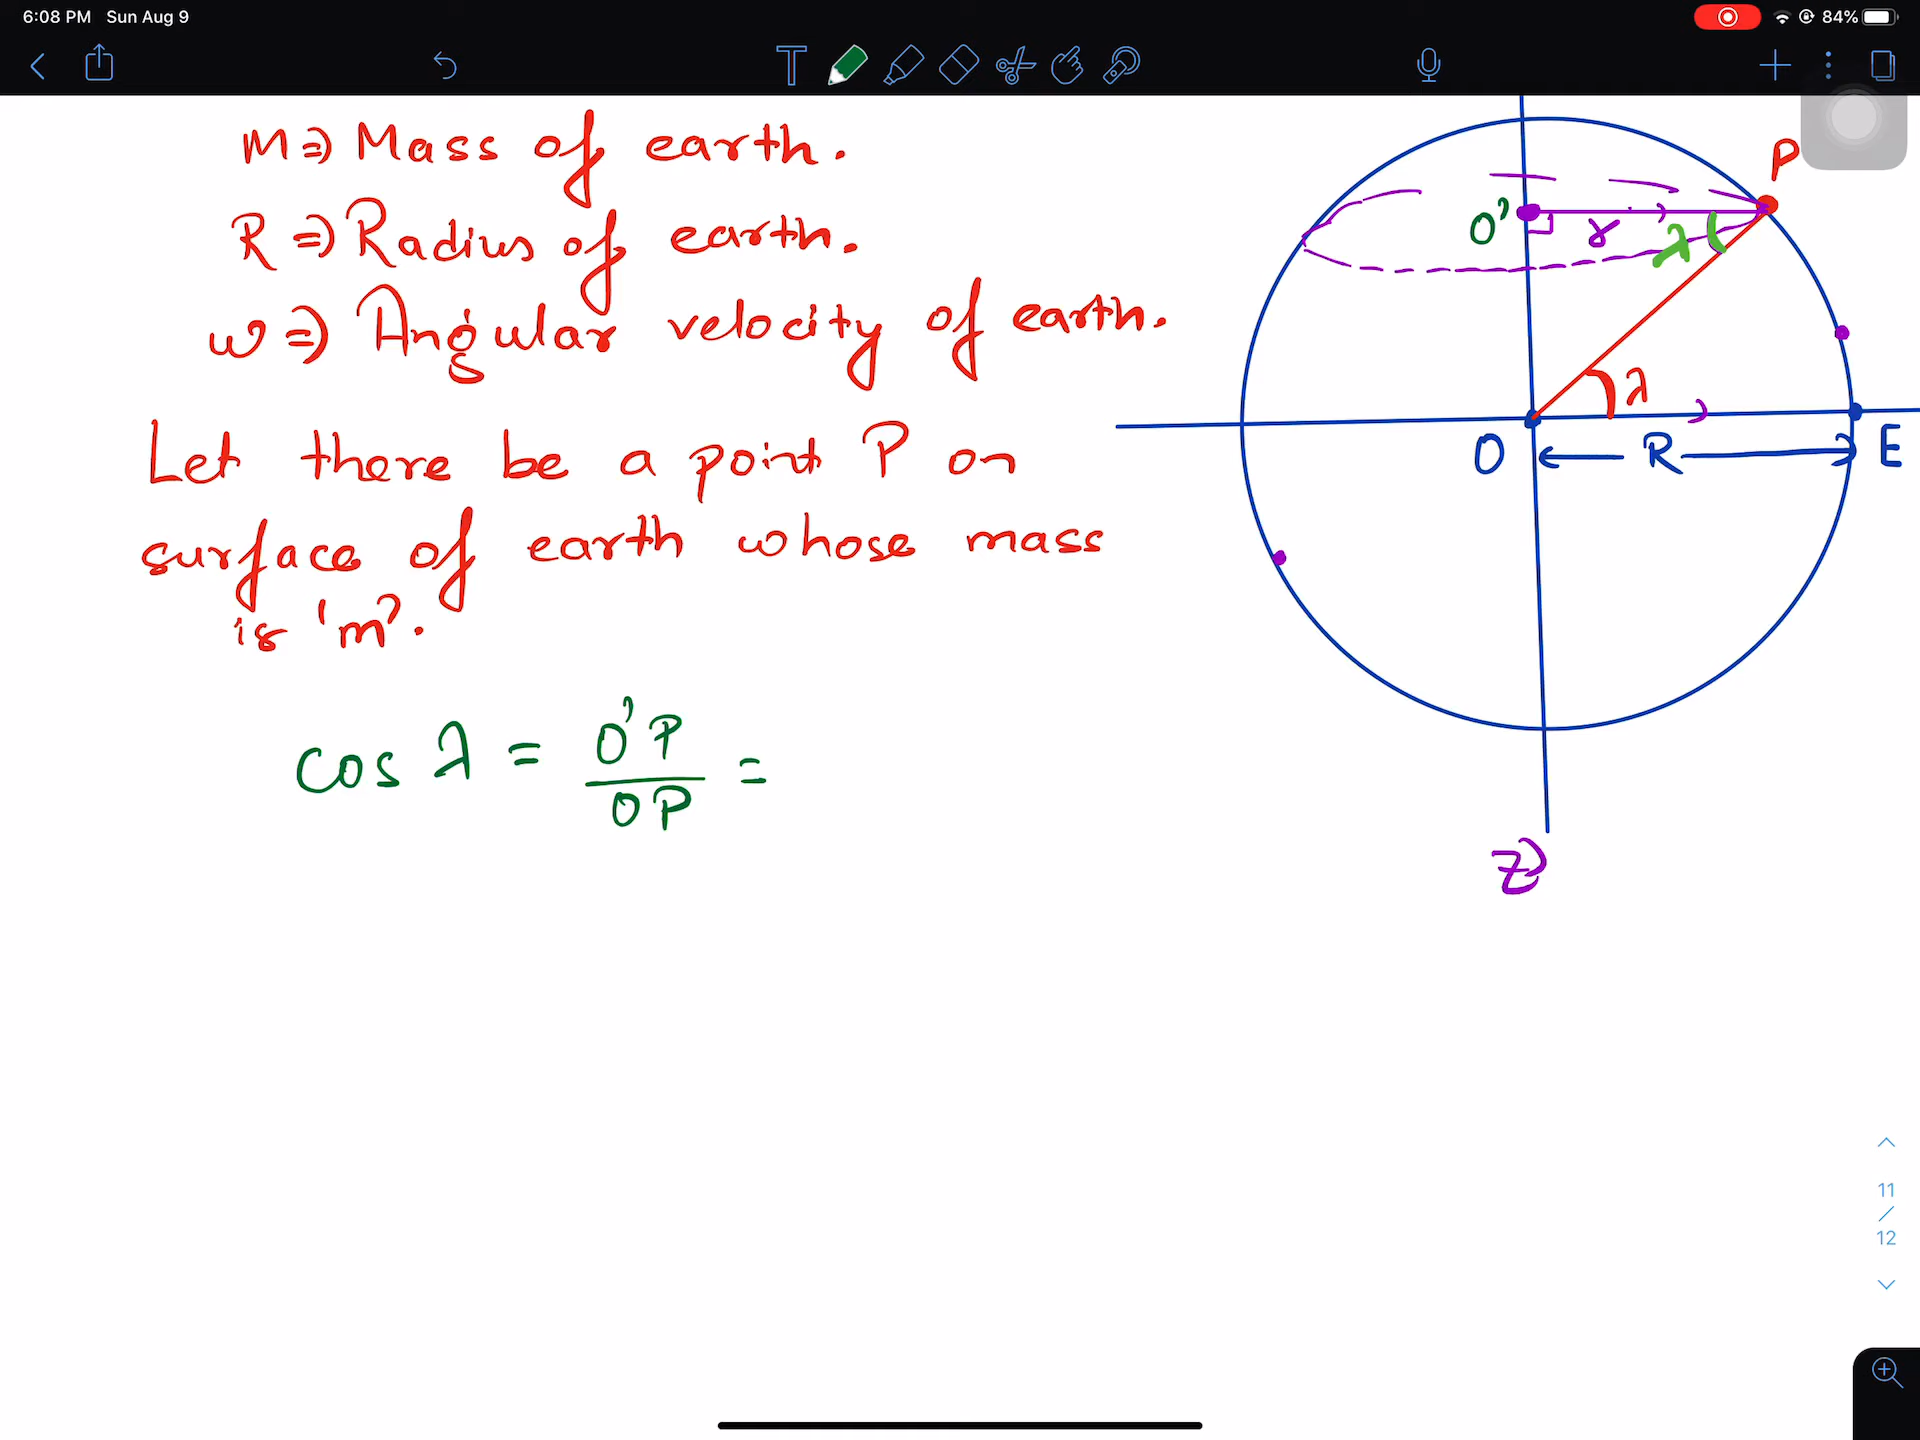 6:08 PM Sun Aug 9
84%
M ⇒ Mass of earth.
R ⇒ Radius of earth.
ω ⇒ Angular velocity of earth.
Let there be a point P on
surface of earth whose mass
is 'm'.
cos λ = O'P / OP =
P
O'
r
λ
λ
O
R
E
Z
11
/
12